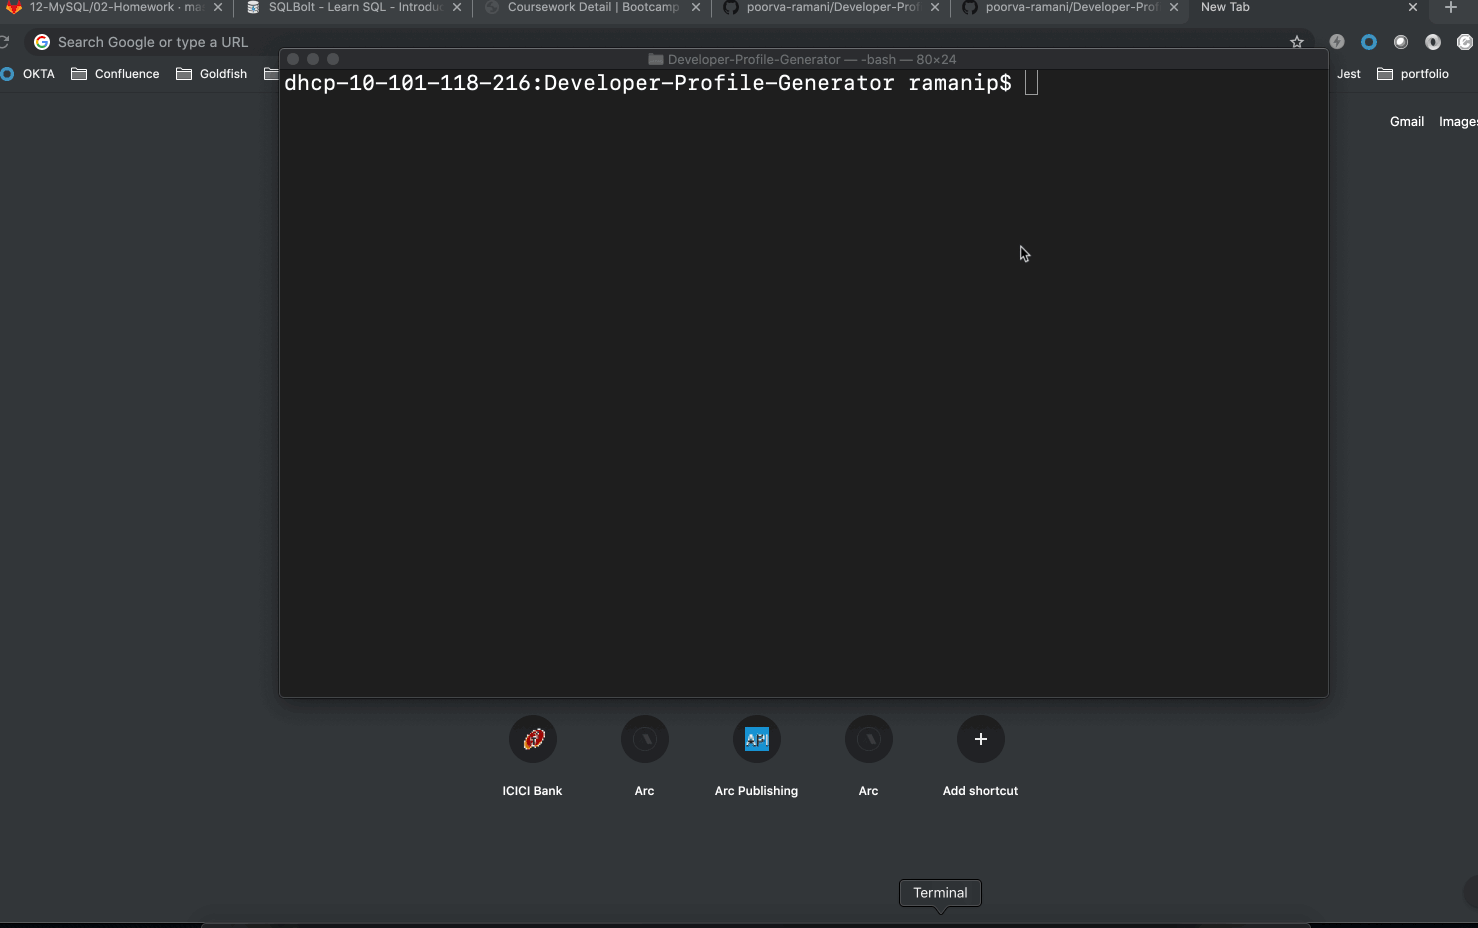 12-MySQL/02-Homework · ma
SQLBolt - Learn SQL - Introduc
Coursework Detail | Bootcamp
poorva-ramani/Developer-Prof
poorva-ramani/Developer-Prof
New Tab
Search Google or type a URL
OKTA
Confluence
Goldfish
Jest
portfolio
Developer-Profile-Generator — -bash — 80×24
dhcp-10-101-118-216:Developer-Profile-Generator ramanip$
Gmail
Images
API
ICICI Bank
Arc
Arc Publishing
Arc
Add shortcut
Terminal